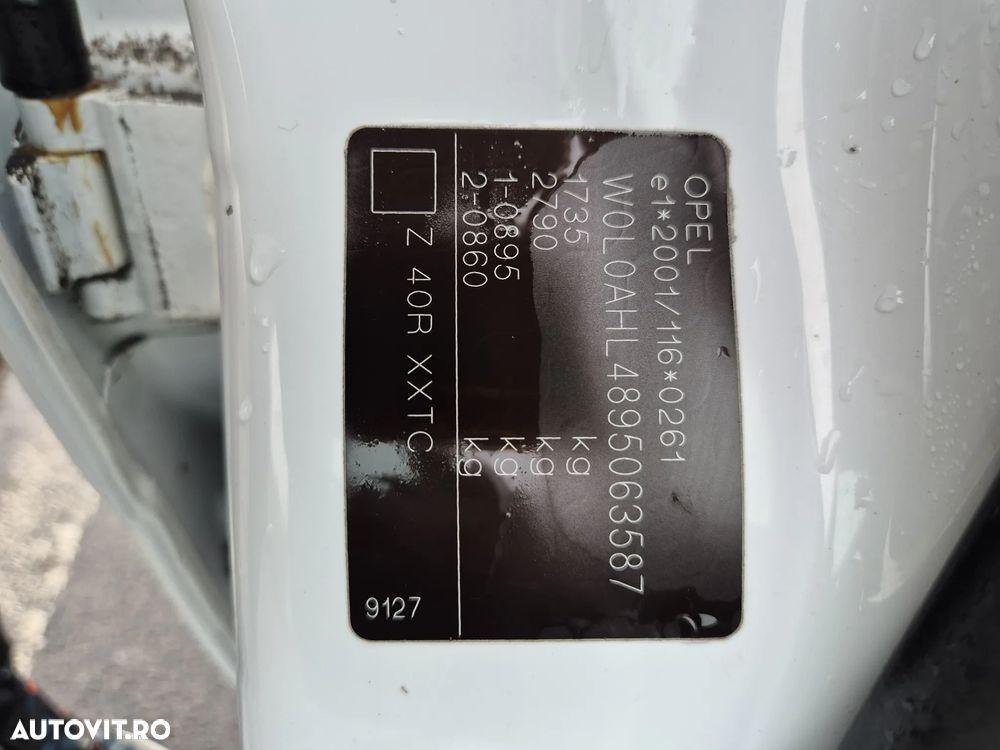 OPEL
e1*2001/116*0261
W0L0AHL4895063587
1735 kg
2790 kg
1-0895 kg
2-0860 kg
Z 40R XXTC
9127
AUTOVIT.RO